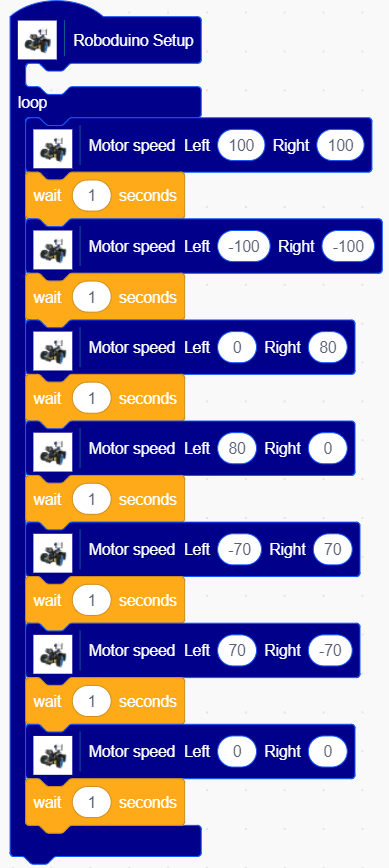 Roboduino Setup
loop
Motor speed Left 100 Right 100
wait 1 seconds
Motor speed Left -100 Right -100
wait 1 seconds
Motor speed Left 0 Right 80
wait 1 seconds
Motor speed Left 80 Right 0
wait 1 seconds
Motor speed Left -70 Right 70
wait 1 seconds
Motor speed Left 70 Right -70
wait 1 seconds
Motor speed Left 0 Right 0
wait 1 seconds